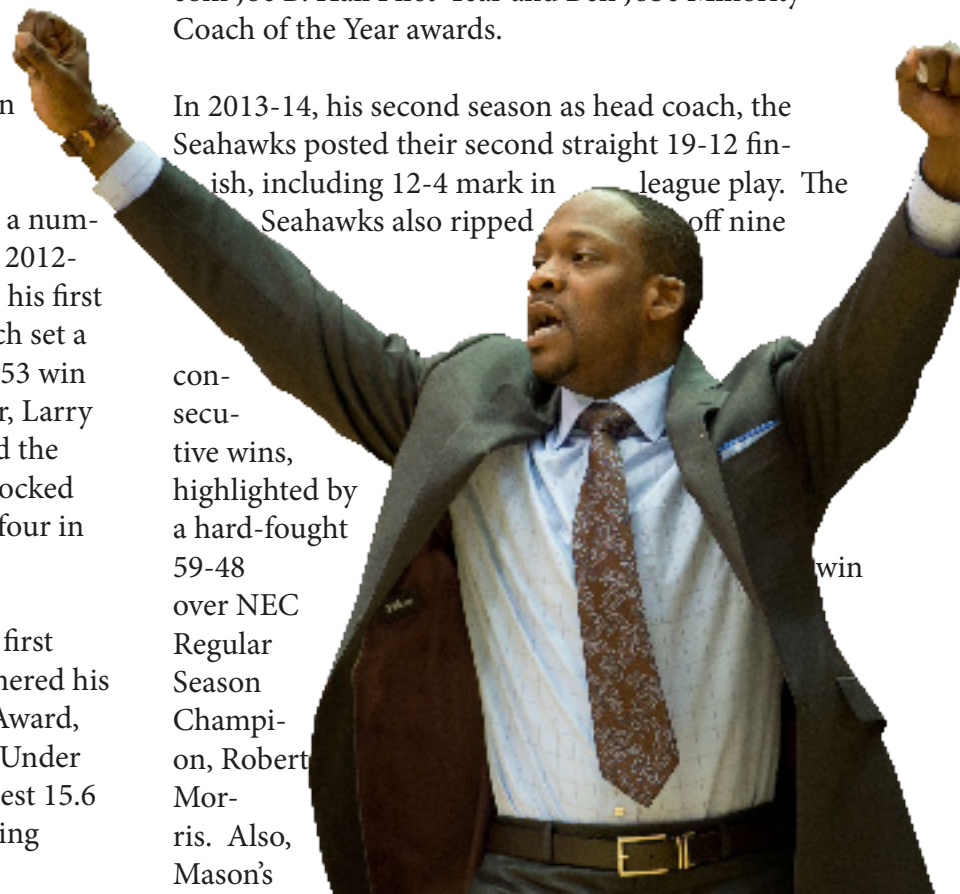 n
a num-
2012-
his first
ch set a
53 win
r, Larry
d the
ocked
four in
first
nered his
Award,
Under
est 15.6
ing
Coach of the Year awards.
In 2013-14, his second season as head coach, the
Seahawks posted their second straight 19-12 fin-
ish, including 12-4 mark in league play. The
Seahawks also ripped off nine
con-
secu-
tive wins,
highlighted by
a hard-fought
59-48 win
over NEC
Regular
Season
Champi-
on, Robert
Mor-
ris. Also,
Mason's